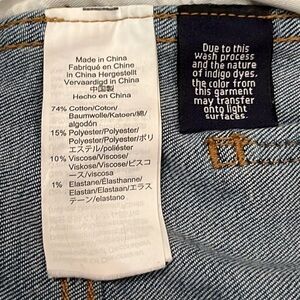 Made in China
Fabriqué en Chine
in China Hergestellt
Vervaardigd in China
中国製
Hecho en China
74% Cotton/Coton/
Baumwolle/Katoen/綿/
algodón
15% Polyester/Polyester/
Polyester/Polyester/ポリ
エステル/poliéster
10% Viscose/Viscose/
Viskose/Viscose/ビスコ
ース/viscosa
1% Elastane/Élasthanne/
Elastan/Elastaan/エラス
テーン/elastano
Due to this
wash process
and the nature
of indigo dyes,
the color from
this garment
may transfer
onto light
surfaces.